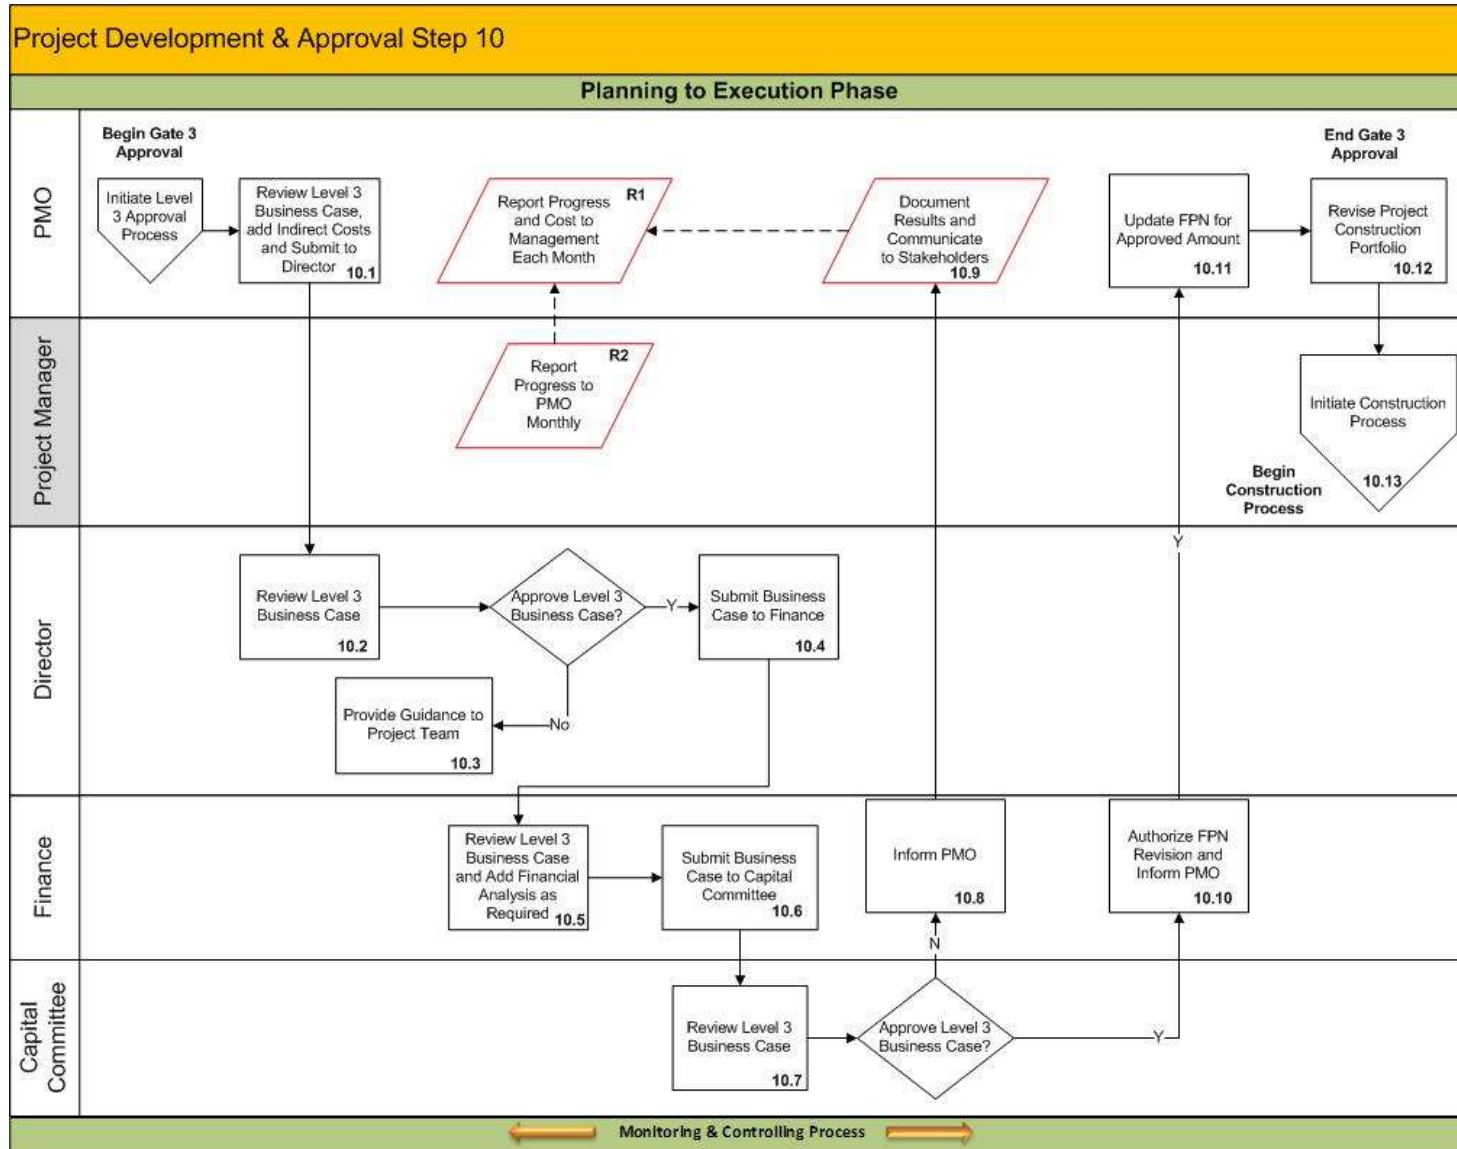 Project Development & Approval Step 10
Planning to Execution Phase
PMO
Begin Gate 3
Approval
Initiate Level
3 Approval
Process
Review Level 3
Business Case,
add Indirect Costs
and Submit to
Director
10.1
R1
Report Progress
and Cost to
Management
Each Month
Document
Results and
Communicate
to Stakeholders
10.9
Update FPN for
Approved Amount
10.11
End Gate 3
Approval
Revise Project
Construction
Portfolio
10.12
Project Manager
R2
Report
Progress to
PMO
Monthly
Initiate Construction
Process
10.13
Begin
Construction
Process
Director
Review Level 3
Business Case
10.2
Approve Level 3
Business Case?
Y
Submit Business
Case to Finance
10.4
No
Provide Guidance to
Project Team
10.3
Y
Finance
Review Level 3
Business Case
and Add Financial
Analysis as
Required
10.5
Submit Business
Case to Capital
Committee
10.6
Inform PMO
10.8
Authorize FPN
Revision and
Inform PMO
10.10
N
Capital
Committee
Review Level 3
Business Case
10.7
Approve Level 3
Business Case?
Y
Monitoring & Controlling Process